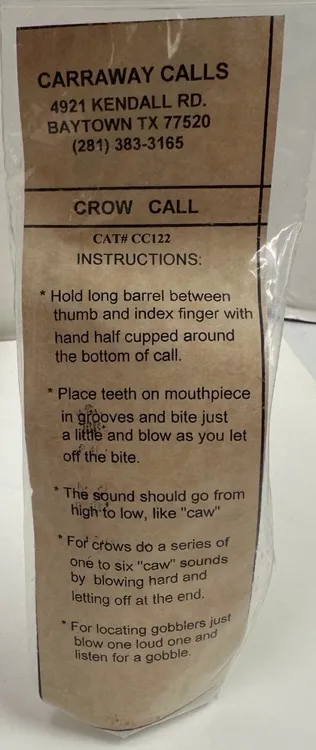 CARRAWAY CALLS
4921 KENDALL RD.
BAYTOWN TX 77520
(281) 383-3165
CROW CALL
CAT# CC122
INSTRUCTIONS:
* Hold long barrel between
thumb and index finger with
hand half cupped around
the bottom of call.
* Place teeth on mouthpiece
in grooves and bite just
a little and blow as you let
off the bite.
* The sound should go from
high to low, like "caw"
* For crows do a series of
one to six "caw" sounds
by blowing hard and
letting off at the end.
* For locating gobblers just
blow one loud one and
listen for a gobble.